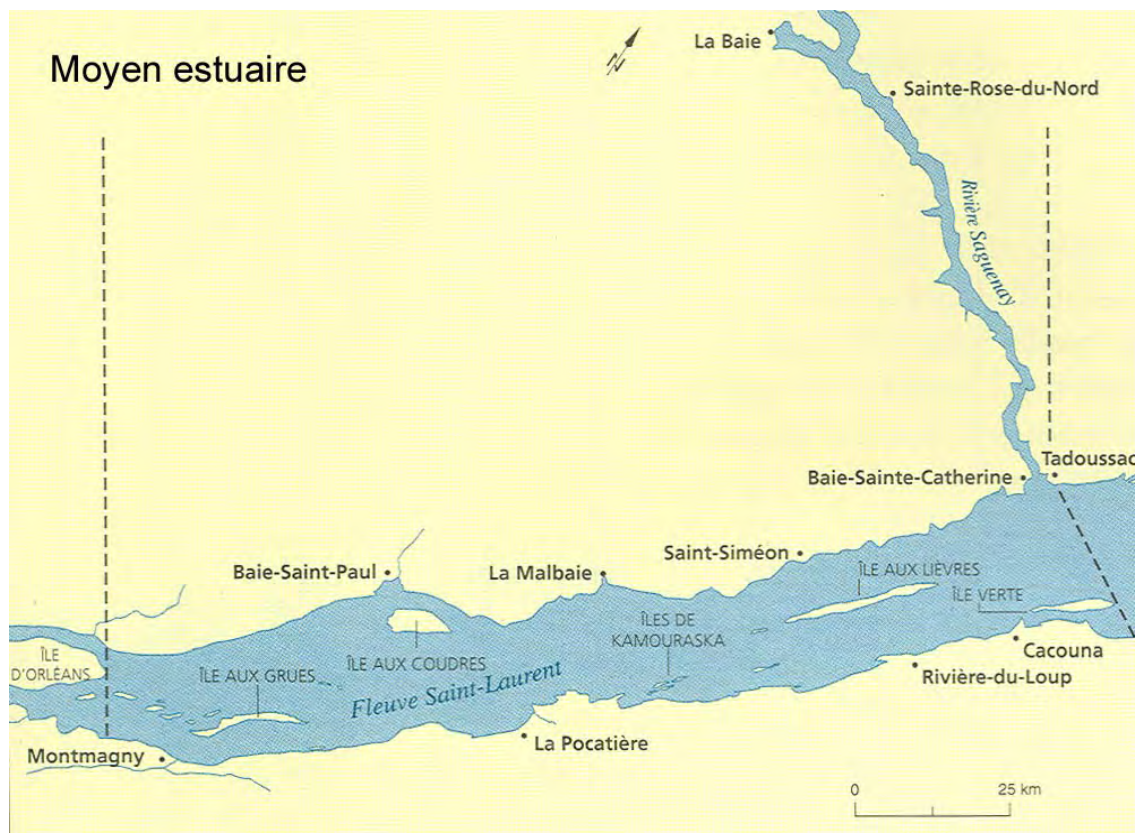 Moyen estuaire
N
La Baie
Sainte-Rose-du-Nord
Rivière Saguenay
Tadoussac
Baie-Sainte-Catherine
Saint-Siméon
Baie-Saint-Paul
La Malbaie
ÎLE AUX LIÈVRES
ÎLE VERTE
ÎLES DE
KAMOURASKA
ÎLE
D'ORLÉANS
ÎLE AUX COUDRES
ÎLE AUX GRUES
Fleuve Saint-Laurent
Cacouna
Rivière-du-Loup
La Pocatière
Montmagny
0
25 km